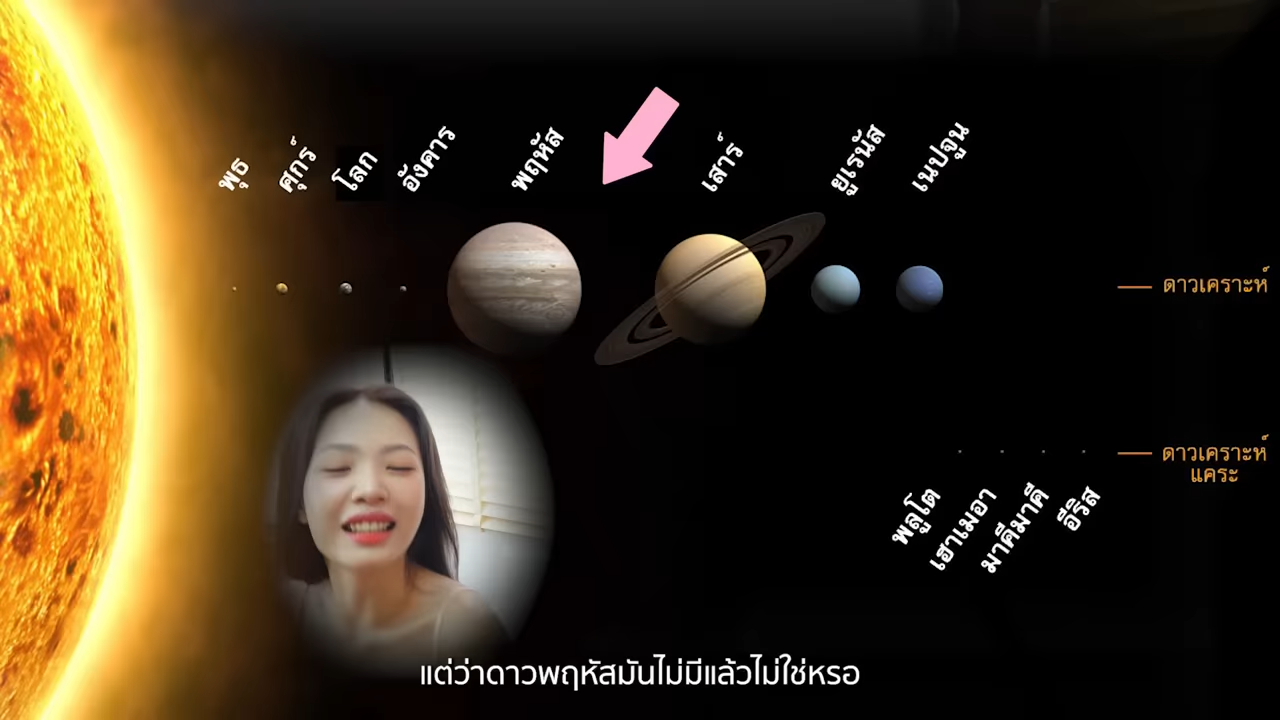 พุธ
ศุกร์
โลก
อังคาร
พฤหัส
เสาร์
ยูเรนัส
เนปจูน
ดาวเคราะห์
ดาวเคราะห์
แคระ
พลูโต
เฮาเมอา
มาคีมาคี
อีริส
แต่ว่าดาวพฤหัสมันไม่มีแล้วไม่ใช่หรอ